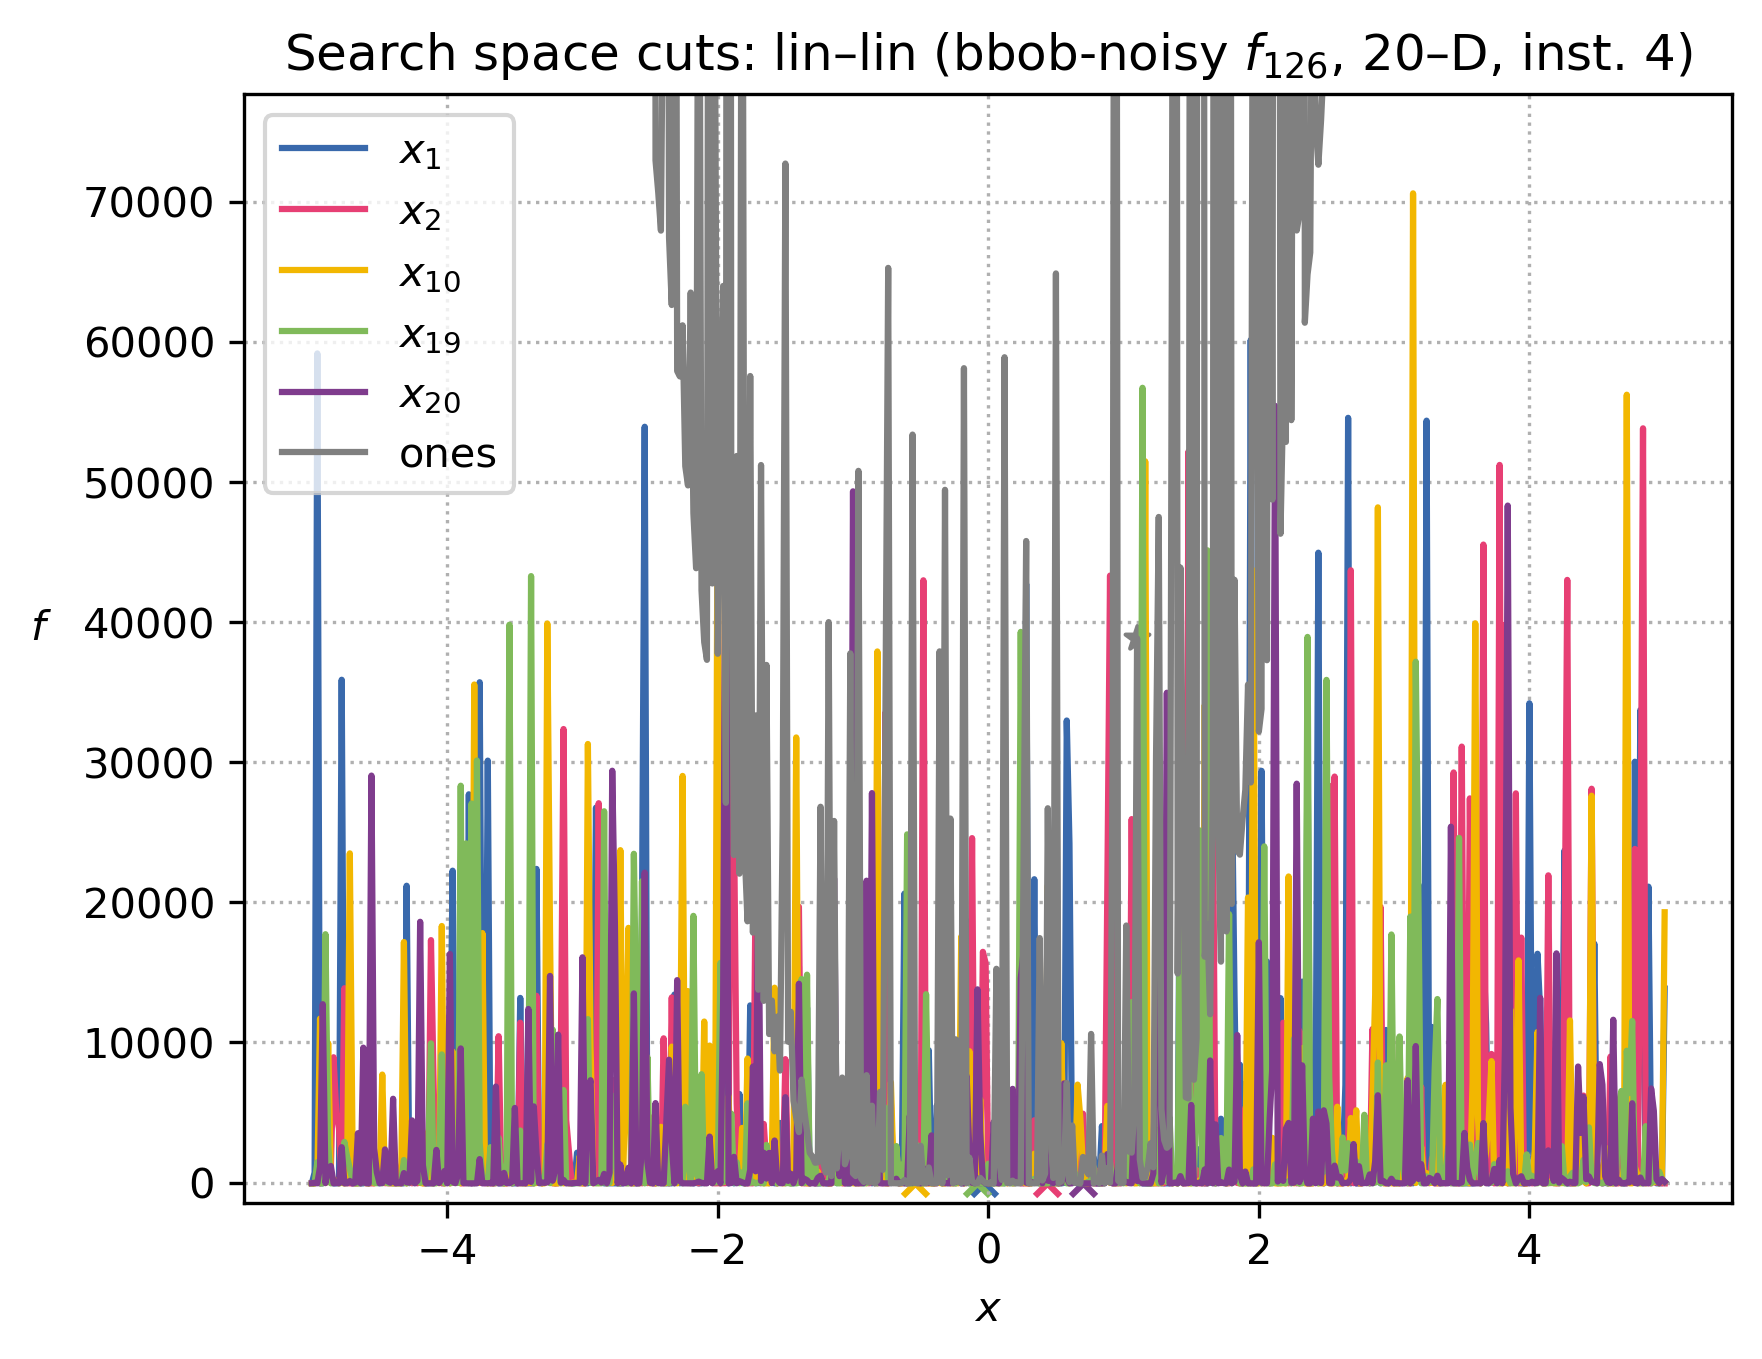 Search space cuts: lin–lin (bbob-noisy f126, 20–D, inst. 4)
x1
x2
x10
x19
x20
ones
70000
60000
50000
40000
30000
20000
10000
0
f
−4
−2
0
2
4
x